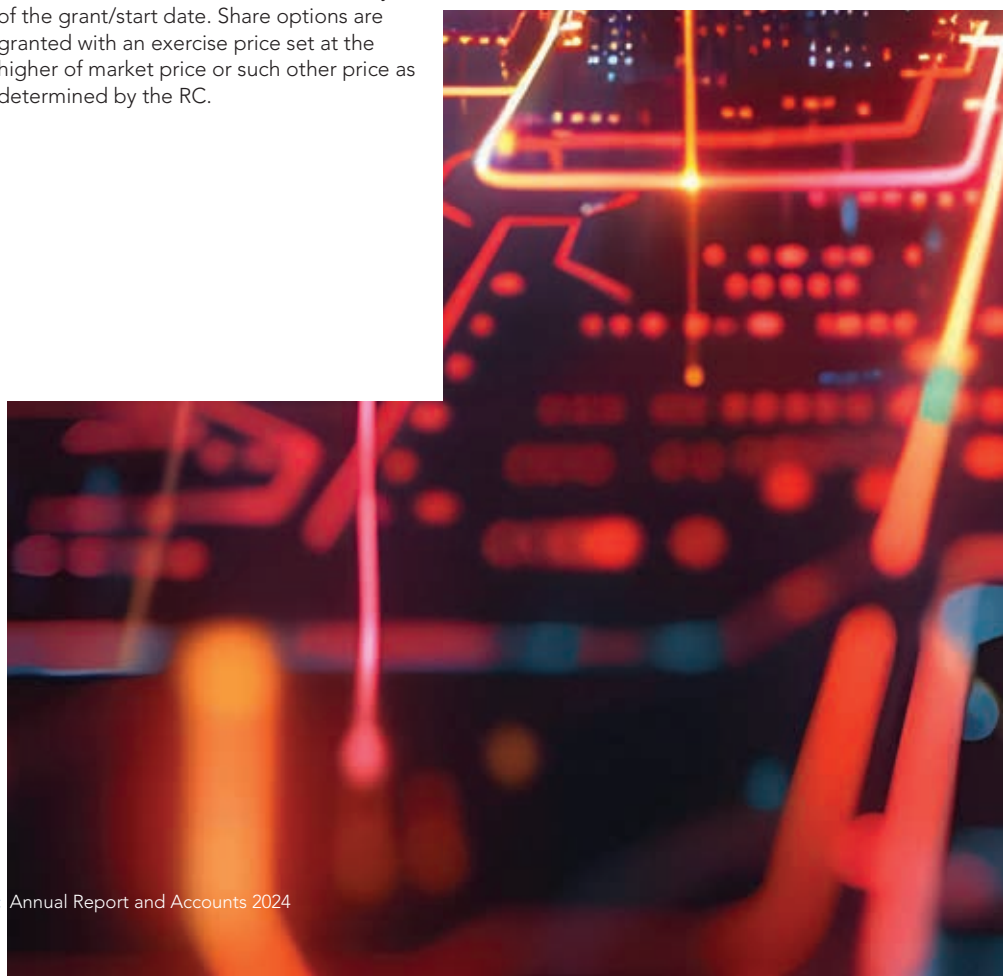 of the grant/start date. Share options are
granted with an exercise price set at the
higher of market price or such other price as
determined by the RC.
Annual Report and Accounts 2024